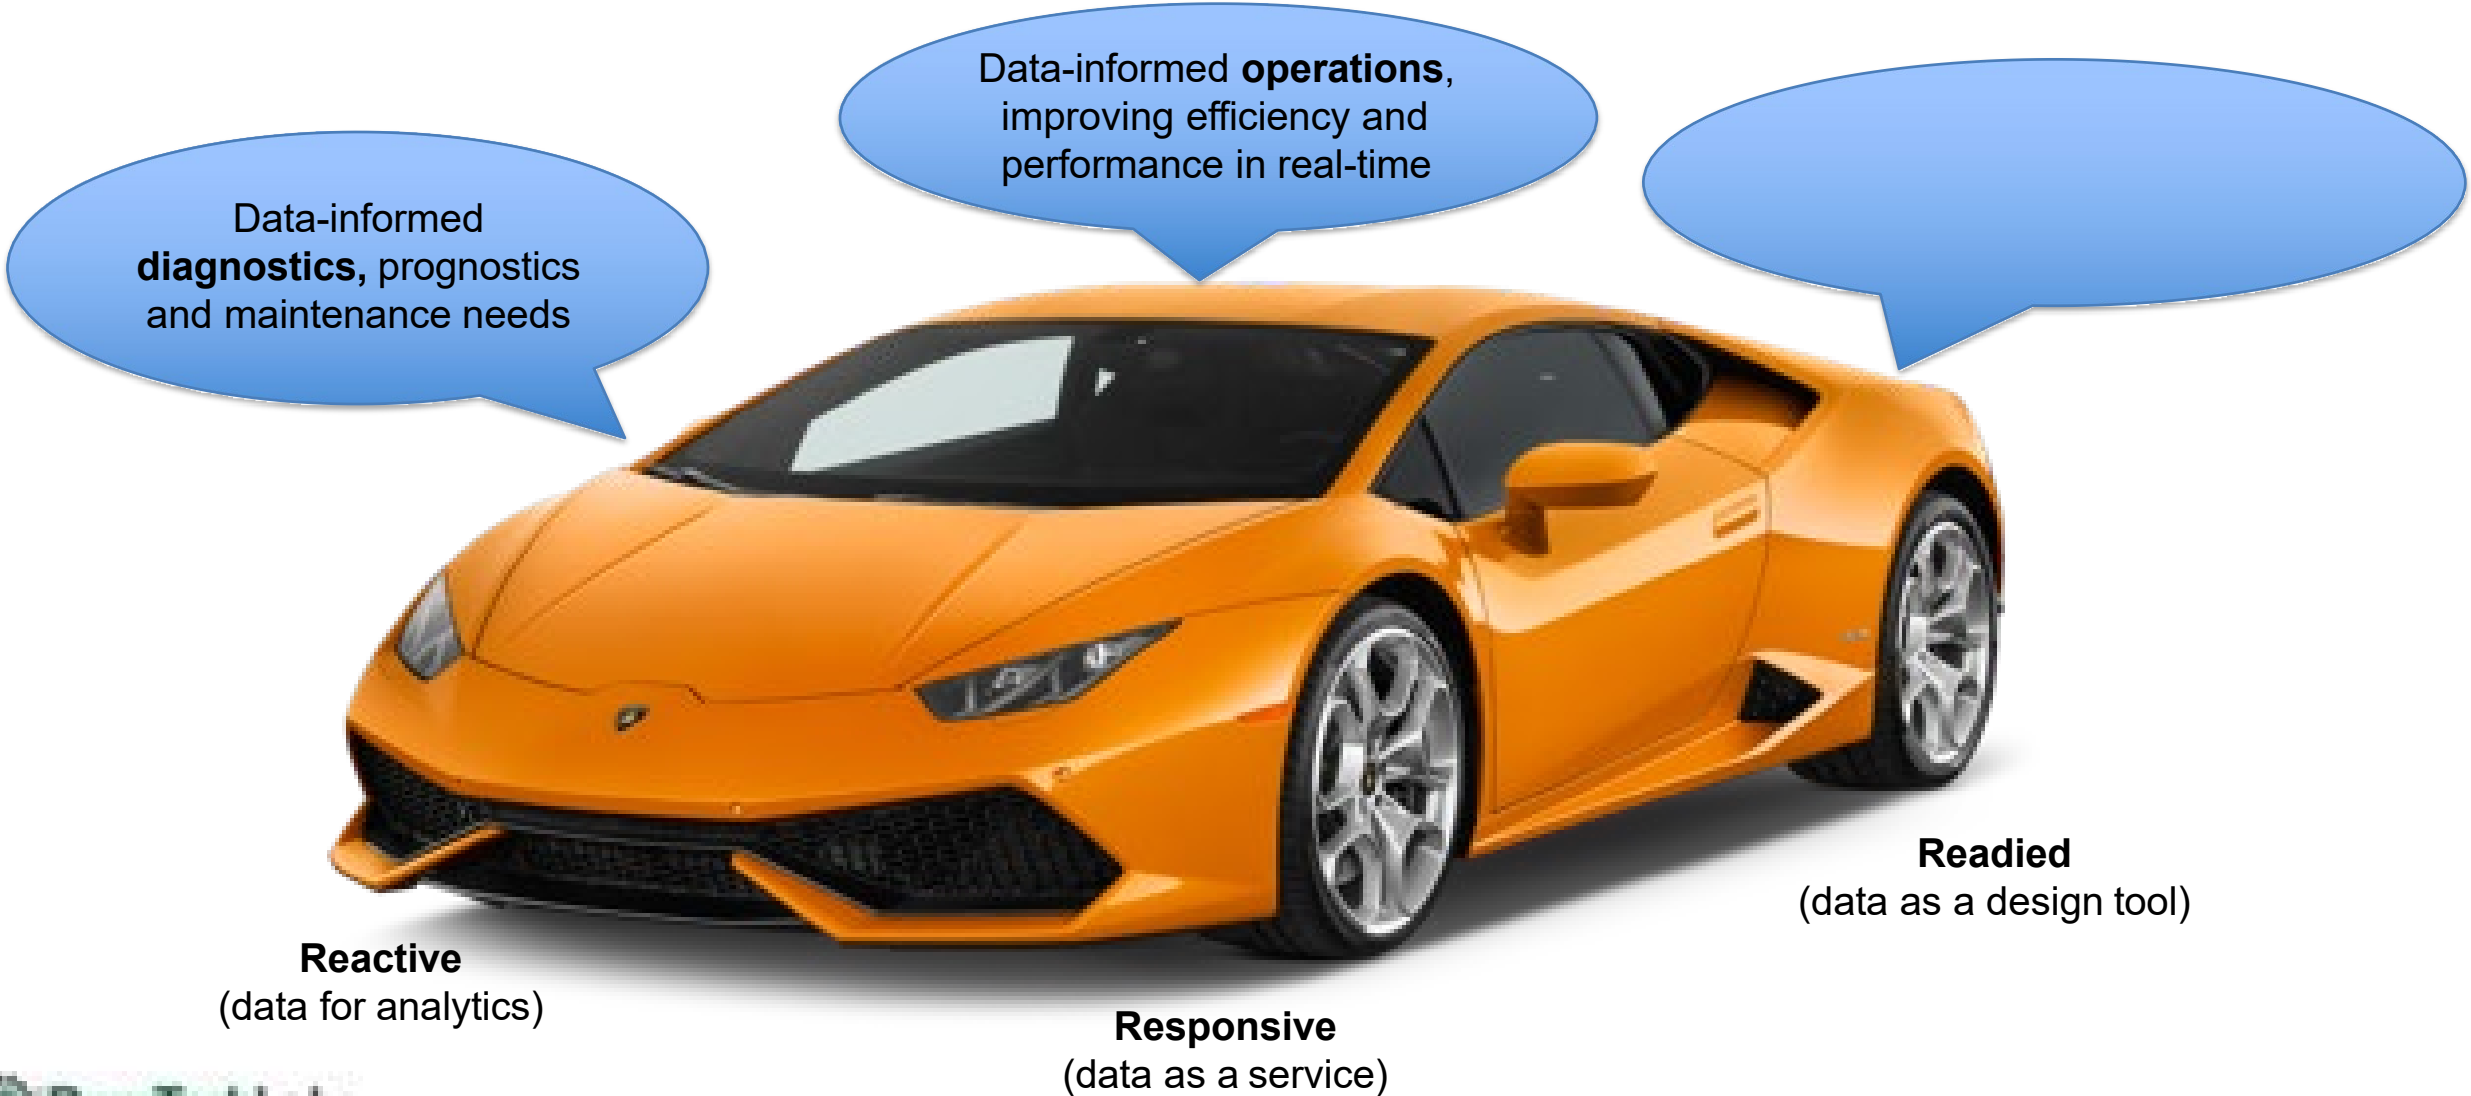 Data-informed operations,
improving efficiency and
performance in real-time
Data-informed
diagnostics, prognostics
and maintenance needs
Readied
(data as a design tool)
Reactive
(data for analytics)
Responsive
(data as a service)